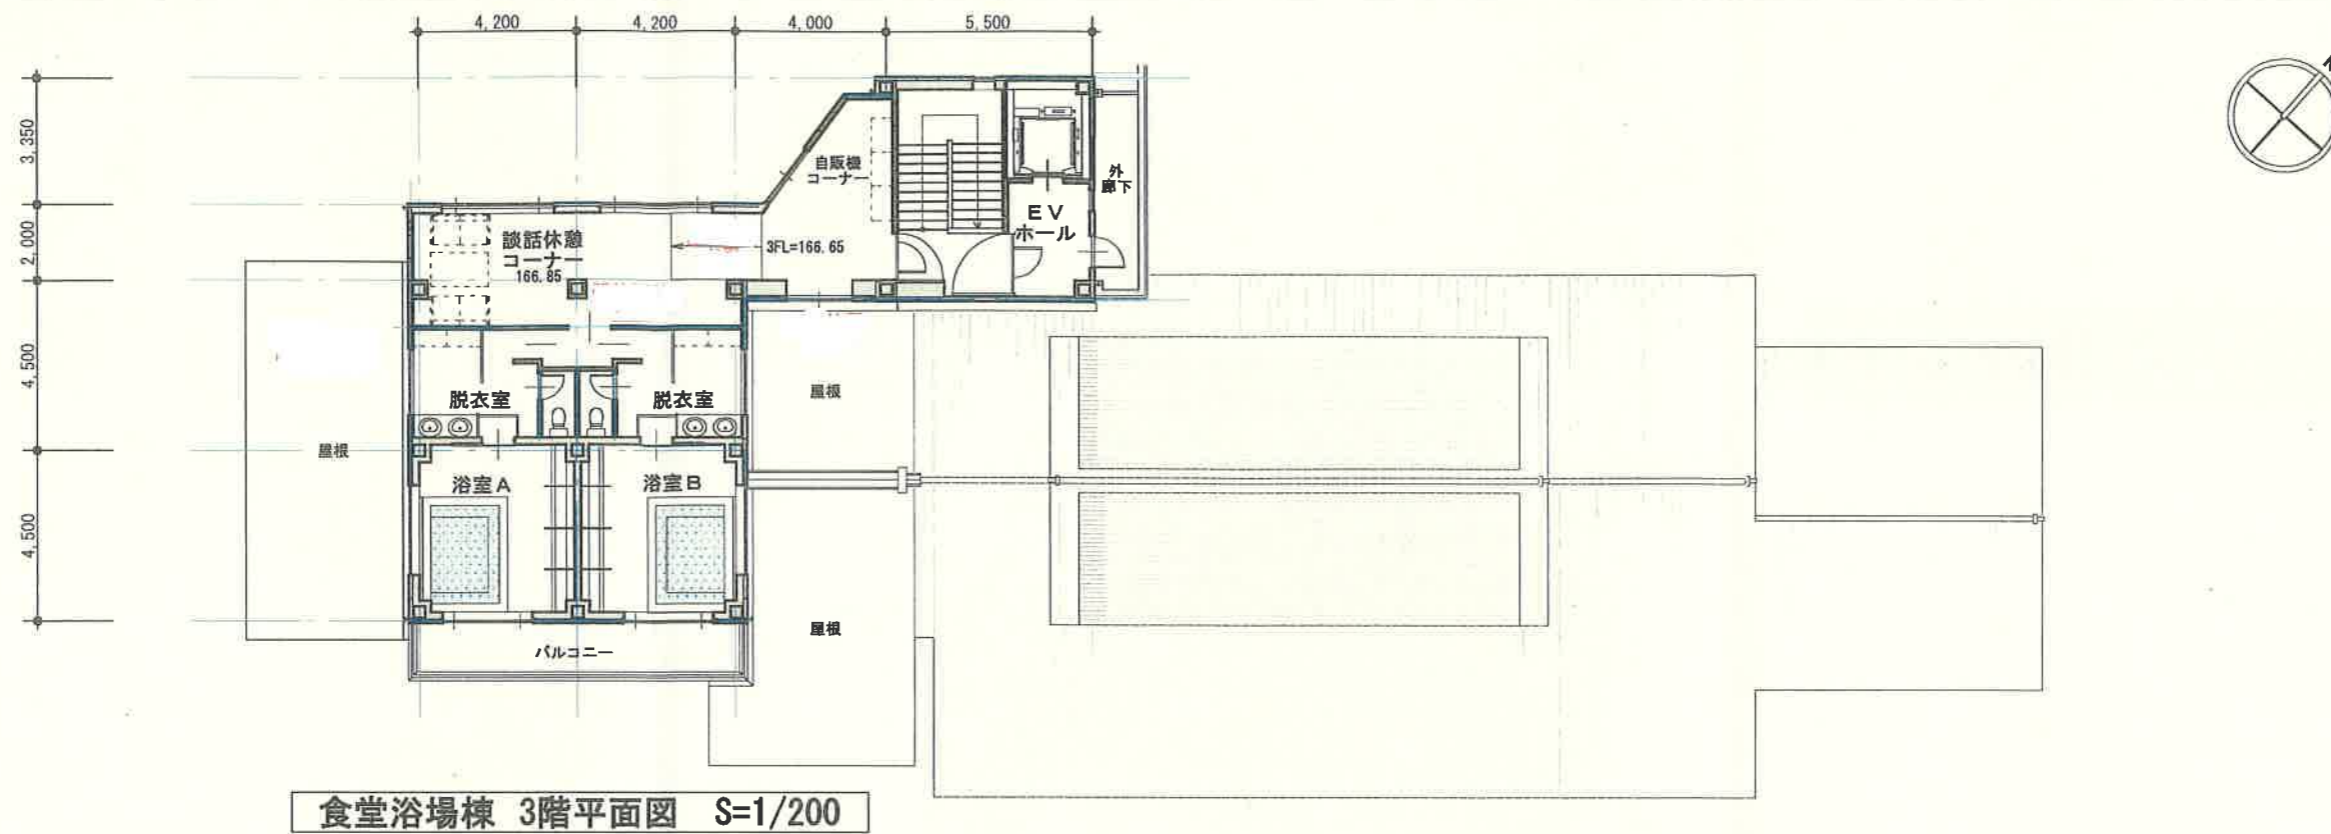 4,200
4,200
4,000
5,500
3,350
2,000
4,500
4,500
自販機
コーナー
外
廊下
EV
ホール
談話休憩
コーナー
166.85
3FL=166.65
脱衣室
脱衣室
屋根
屋根
浴室A
浴室B
屋根
バルコニー
食堂浴場棟 3階平面図 S=1/200